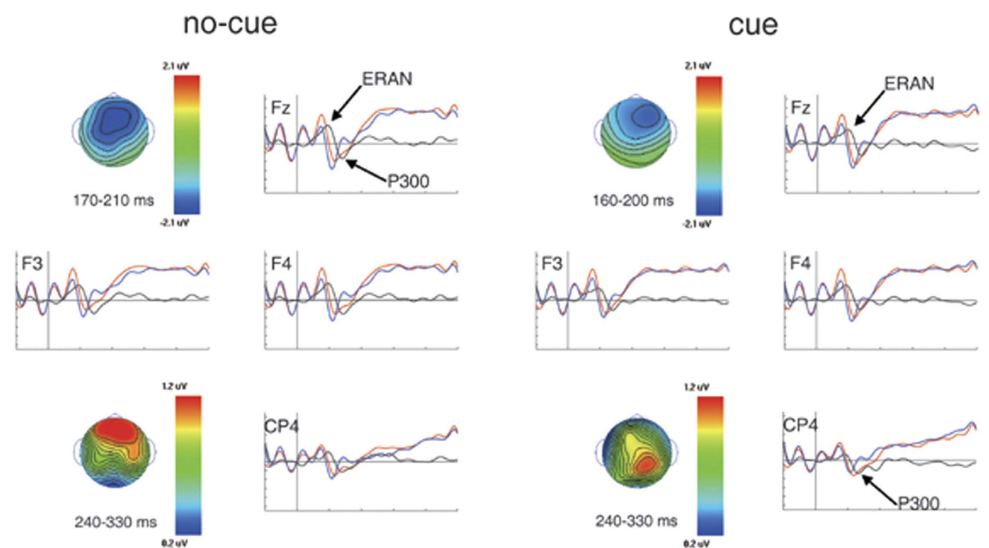 no-cue
cue
2.1 uV
ERAN
Fz
P300
170-210 ms
-2.1 uV
2.1 uV
ERAN
Fz
160-200 ms
-2.1 uV
F3
F4
F3
F4
1.2 uV
CP4
240-330 ms
0.2 uV
1.2 uV
CP4
P300
240-330 ms
0.2 uV